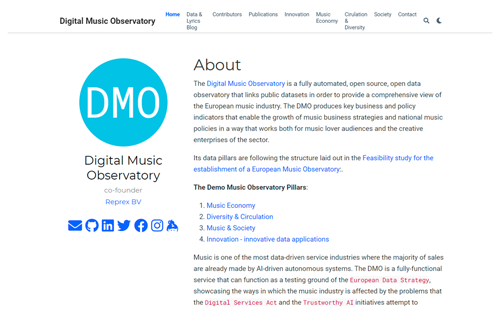 Digital Music Observatory
Home
Data &
Lyrics
Blog
Contributors
Publications
Innovation
Music
Economy
Cirulation
&
Diversity
Society
Contact
DMO
Digital Music
Observatory
co-founder
Reprex BV
About
The Digital Music Observatory is a fully automated, open source, open data
observatory that links public datasets in order to provide a comprehensive view of
the European music industry. The DMO produces key business and policy
indicators that enable the growth of music business strategies and national music
policies in a way that works both for music lover audiences and the creative
enterprises of the sector.
Its data pillars are following the structure laid out in the Feasibility study for the
establishment of a European Music Observatory:.
The Demo Music Observatory Pillars:
1. Music Economy
2. Diversity & Circulation
3. Music & Society
4. Innovation - innovative data applications
Music is one of the most data-driven service industries where the majority of sales
are already made by AI-driven autonomous systems. The DMO is a fully-functional
service that can function as a testing ground of the European Data Strategy,
showcasing the ways in which the music industry is affected by the problems that
the Digital Services Act and the Trustworthy AI initiatives attempt to